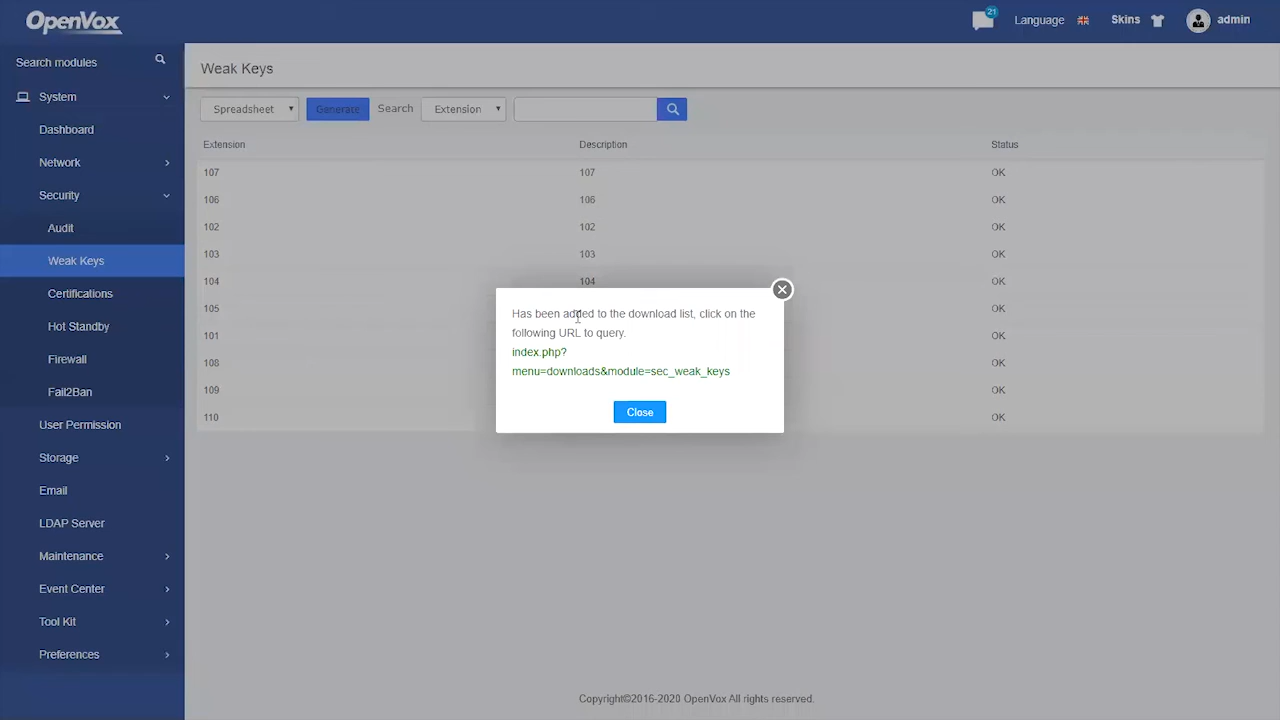 OpenVox
21
Language
Skins
admin
Search modules
System
Dashboard
Network
Security
Audit
Weak Keys
Certifications
Hot Standby
Firewall
Fail2Ban
User Permission
Storage
Email
LDAP Server
Maintenance
Event Center
Tool Kit
Preferences
Weak Keys
Spreadsheet Generate Search Extension
Extension Description Status
107 107 OK
106 106 OK
102 102 OK
103 103 OK
104 104 OK
105 OK
101 OK
108 OK
109 OK
110 OK
Has been added to the download list, click on the
following URL to query.
index.php?
menu=downloads&module=sec_weak_keys
Close
Copyright©2016-2020 OpenVox All rights reserved.